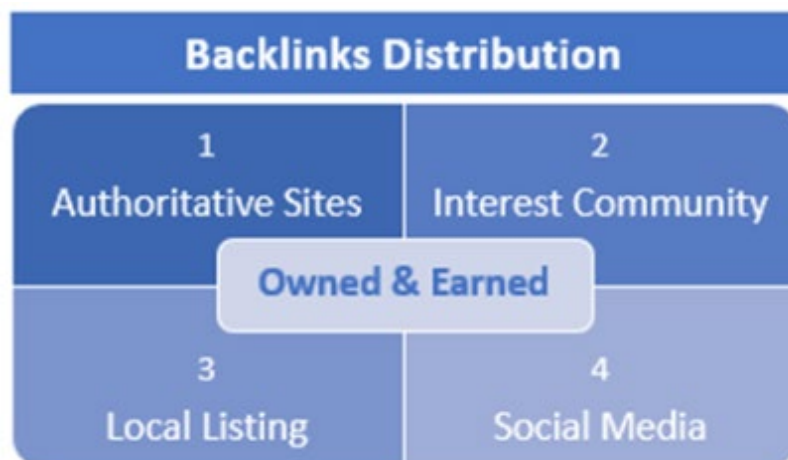 Backlinks Distribution
1
Authoritative Sites
2
Interest Community
Owned & Earned
3
Local Listing
4
Social Media